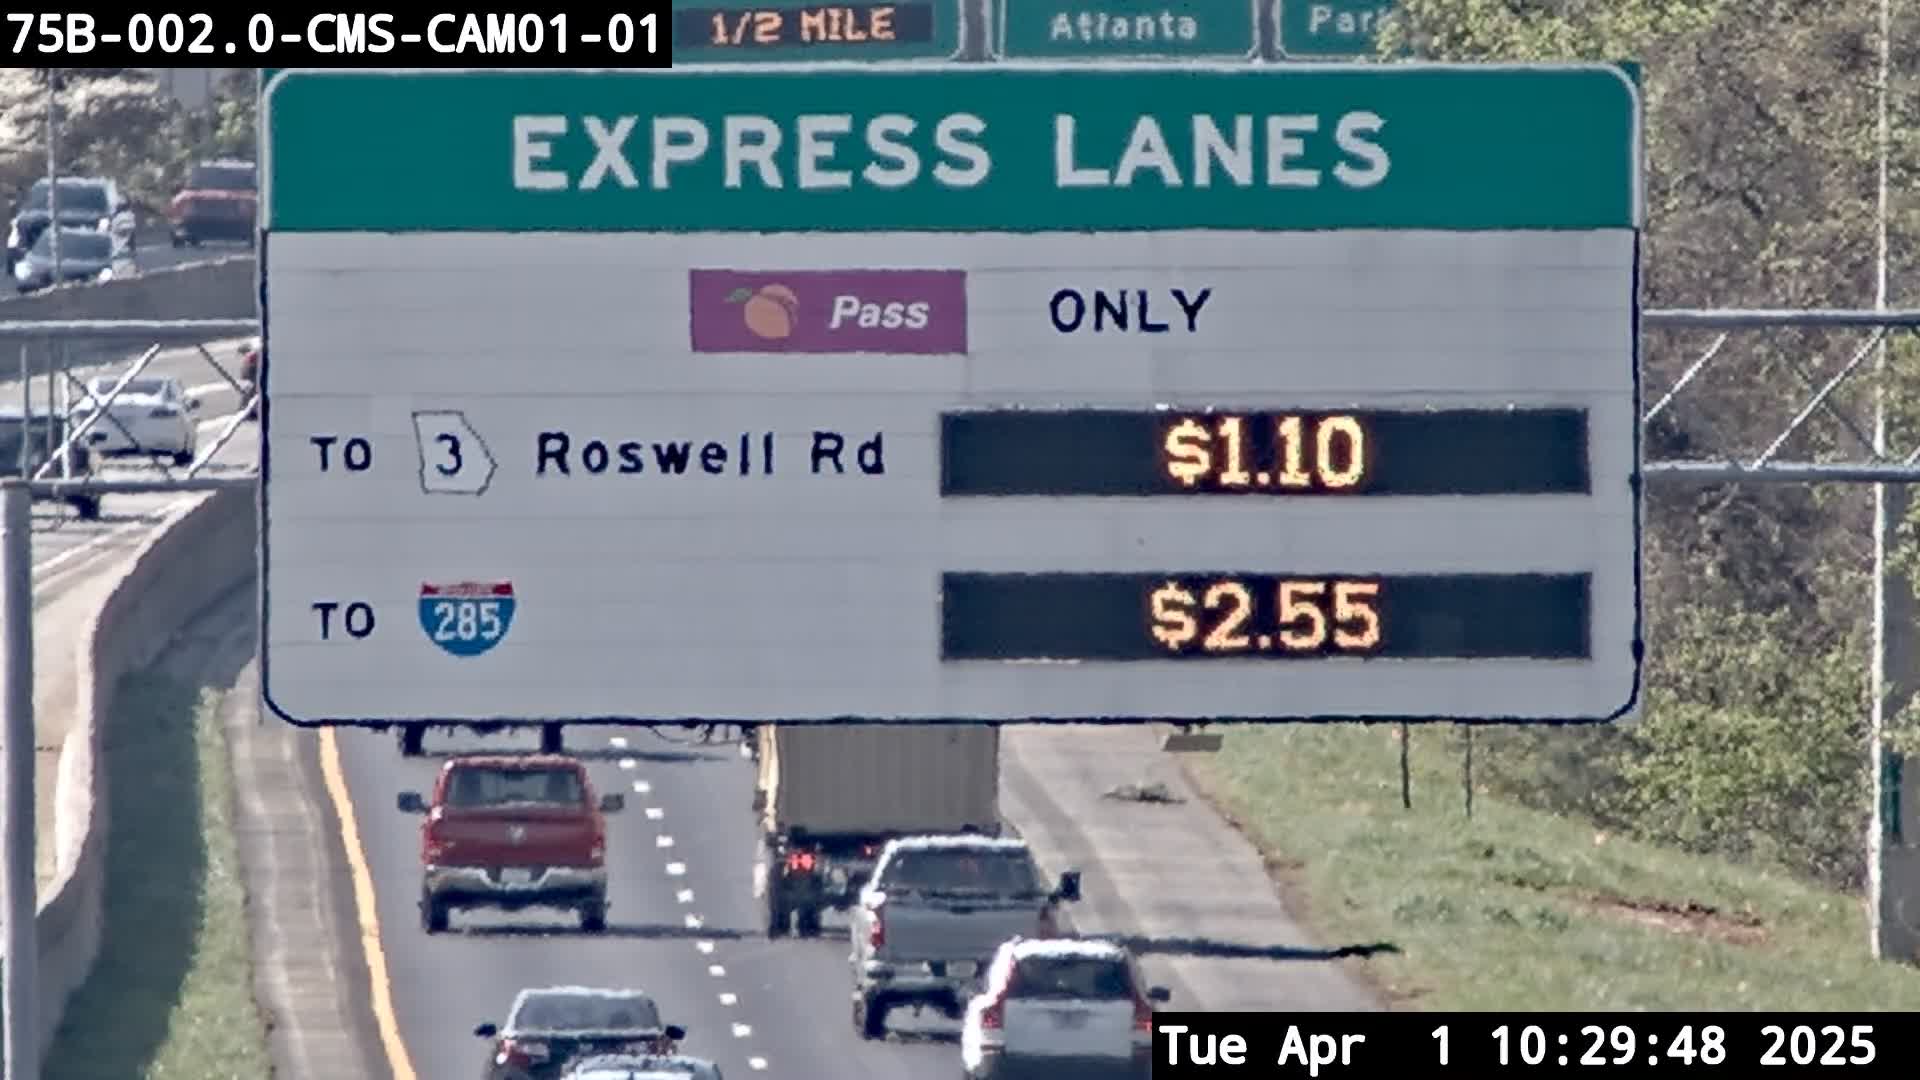 75B-002.0-CMS-CAM01-01
1/2 MILE
Atlanta
EXPRESS LANES
Pass ONLY
TO 3 Roswell Rd $1.10
TO 285 $2.55
Tue Apr 1 10:29:48 2025